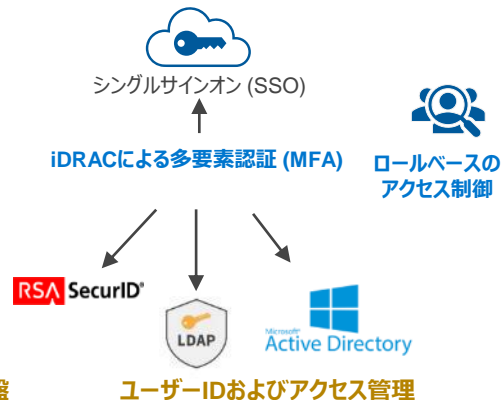 シングルサインオン (SSO)
iDRACによる多要素認証 (MFA)
ロールベースの
アクセス制御
RSA SecurID®
LDAP
Microsoft®
Active Directory
盤
ユーザーIDおよびアクセス管理